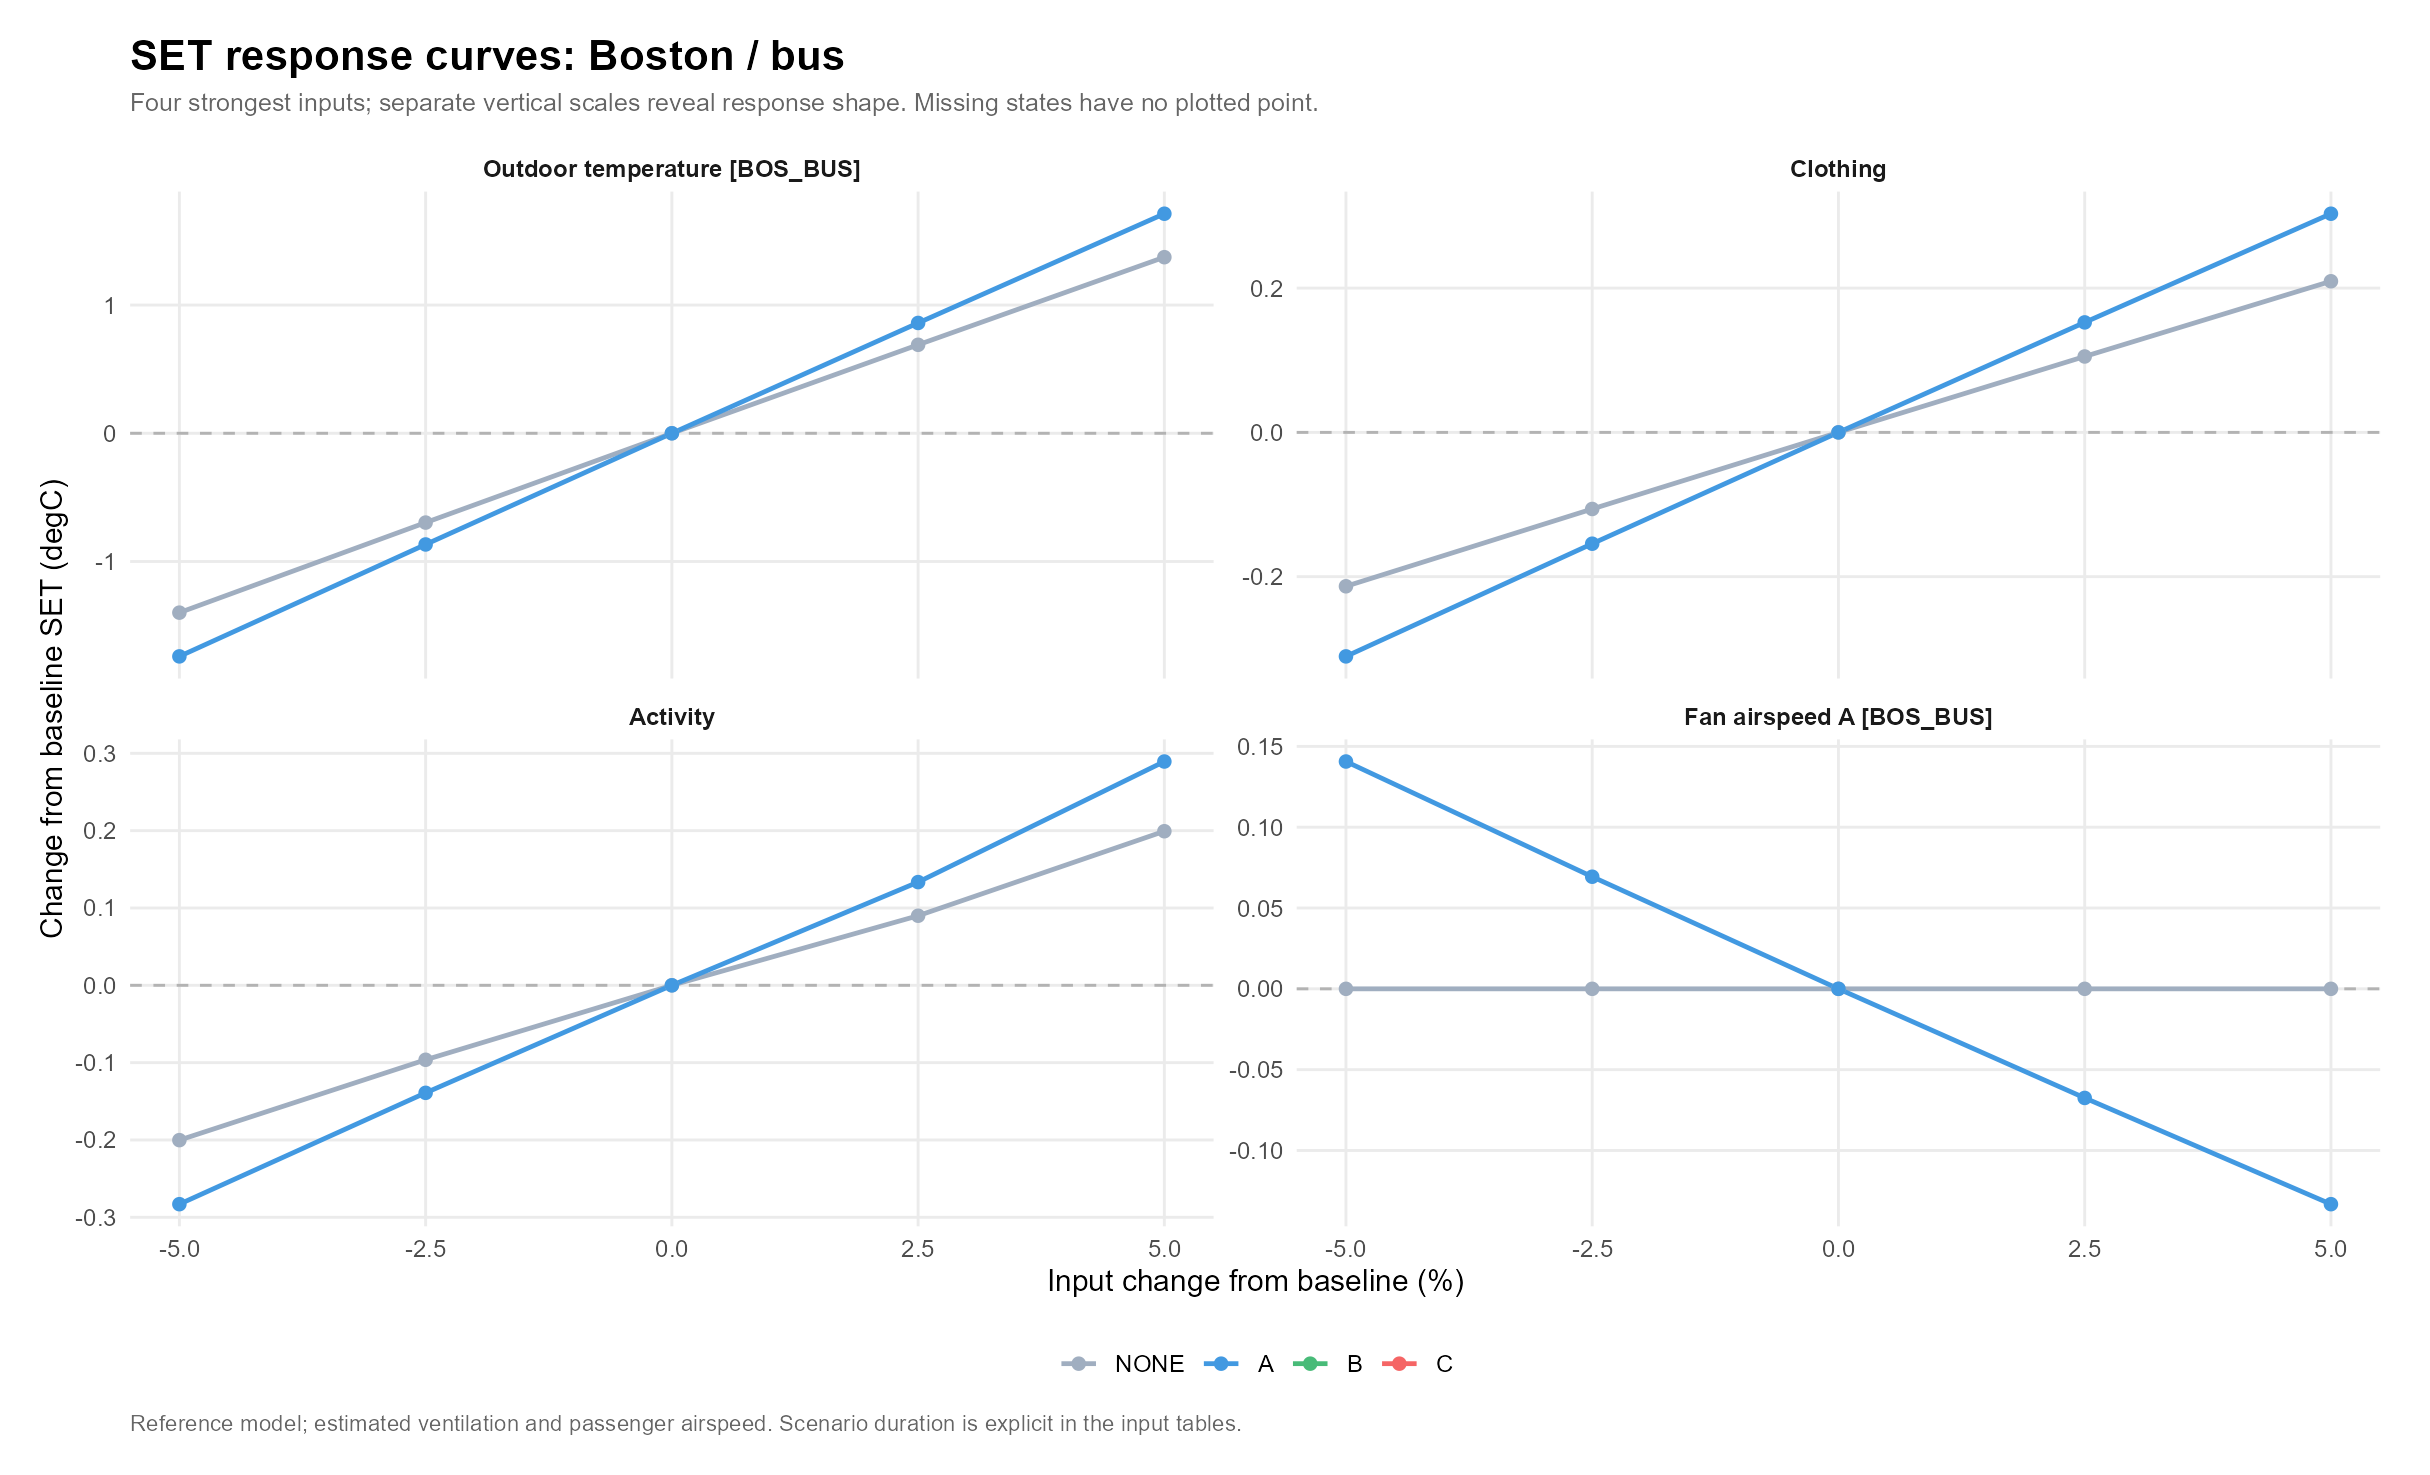 SET response curves: Boston / bus
Four strongest inputs; separate vertical scales reveal response shape. Missing states have no plotted point.
Outdoor temperature [BOS_BUS]
1
0
-1
Clothing
0.2
0.0
-0.2
Change from baseline SET (degC)
Activity
0.3
0.2
0.1
0.0
-0.1
-0.2
-0.3
-5.0 -2.5 0.0 2.5 5.0
Fan airspeed A [BOS_BUS]
0.15
0.10
0.05
0.00
-0.05
-0.10
-5.0 -2.5 0.0 2.5 5.0
Input change from baseline (%)
NONE A B C
Reference model; estimated ventilation and passenger airspeed. Scenario duration is explicit in the input tables.